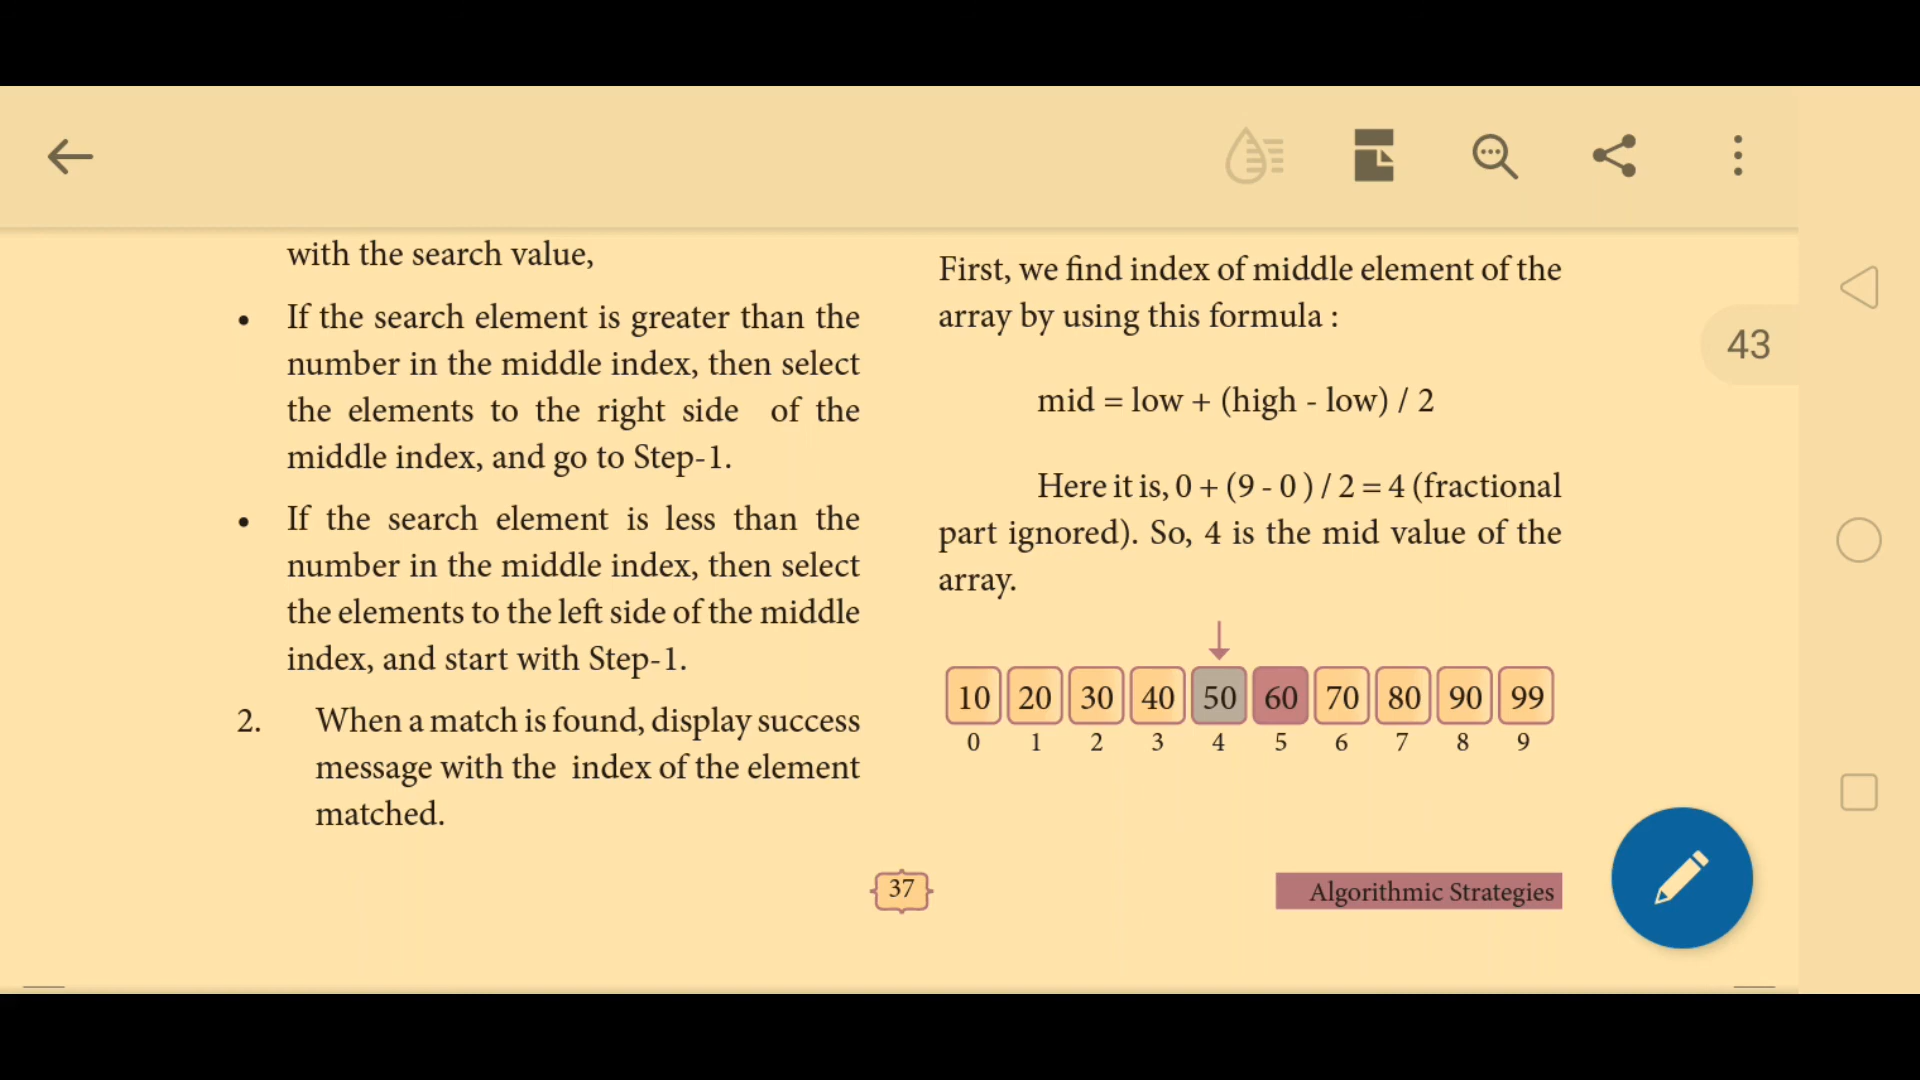 with the search value,
• If the search element is greater than the
number in the middle index, then select
the elements to the right side of the
middle index, and go to Step-1.
• If the search element is less than the
number in the middle index, then select
the elements to the left side of the middle
index, and start with Step-1.
2. When a match is found, display success
message with the index of the element
matched.
First, we find index of middle element of the
array by using this formula :
mid = low + (high - low) / 2
Here it is, 0 + (9 - 0 ) / 2 = 4 (fractional
part ignored). So, 4 is the mid value of the
array.
10 20 30 40 50 60 70 80 90 99
0 1 2 3 4 5 6 7 8 9
43
37
Algorithmic Strategies